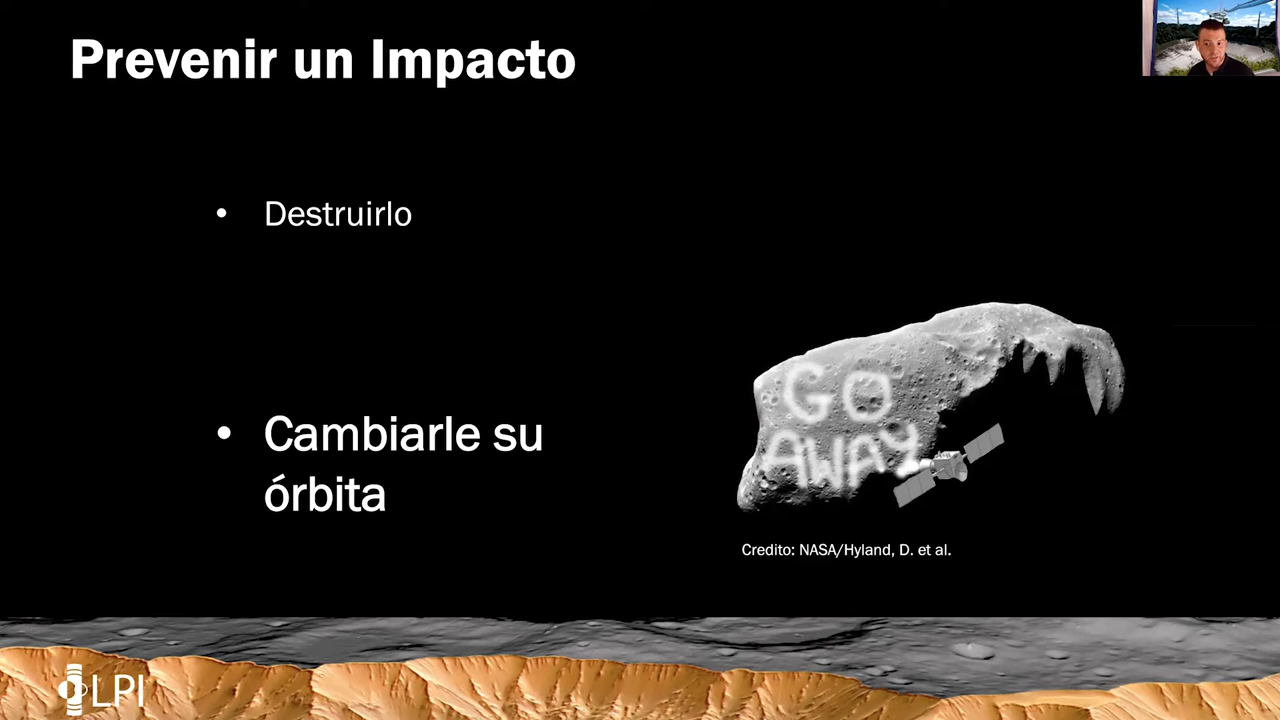 Prevenir un Impacto
• Destruirlo
GO
AWAY
• Cambiarle su
órbita
Credito: NASA/Hyland, D. et al.
LPI